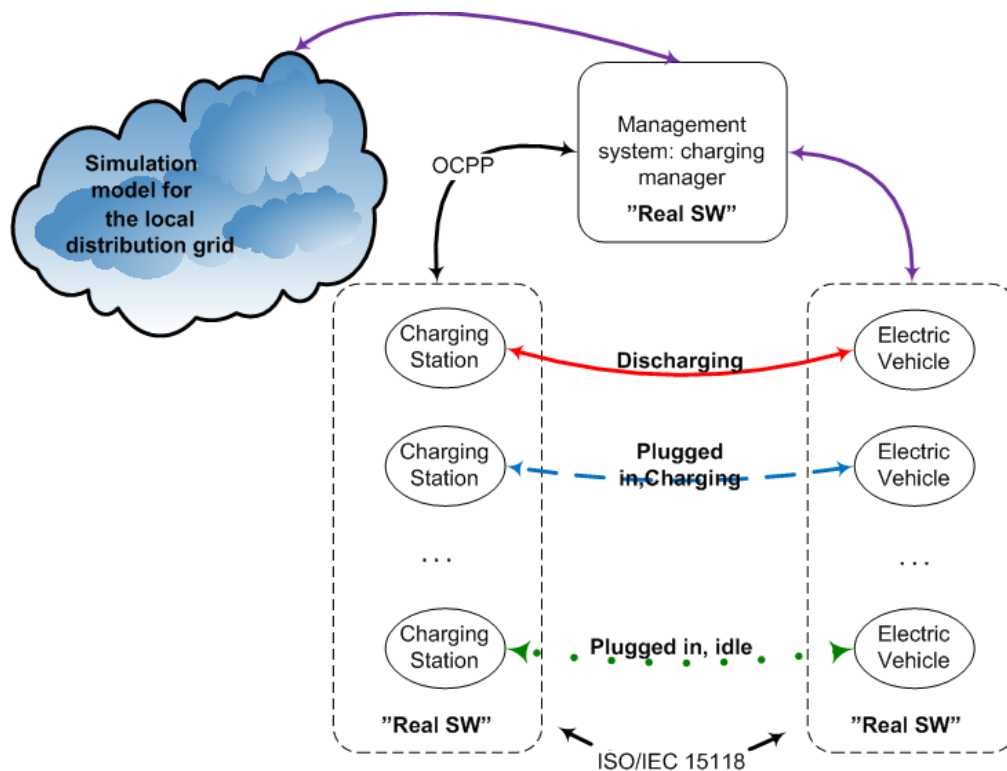 Simulation
model for
the local
distribution grid
OCPP
Management
system: charging
manager
”Real SW”
Charging
Station
Discharging
Electric
Vehicle
Charging
Station
Plugged
in,Charging
Electric
Vehicle
...
...
Charging
Station
Plugged in, idle
Electric
Vehicle
”Real SW”
”Real SW”
ISO/IEC 15118